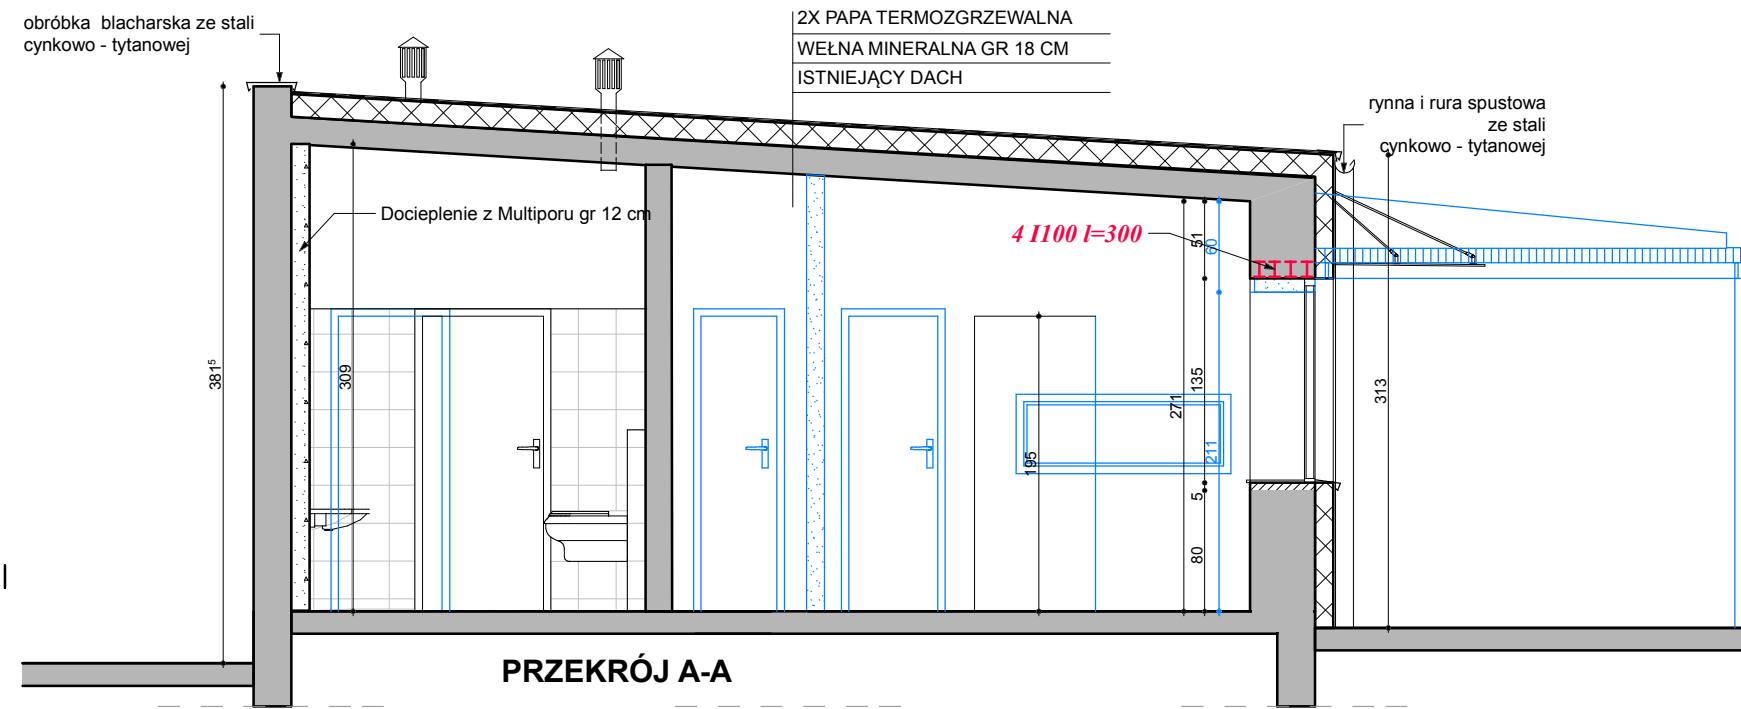 obróbka blacharska ze stali
cynkowo - tytanowej
2X PAPA TERMOZGRZEWALNA
WEŁNA MINERALNA GR 18 CM
ISTNIEJĄCY DACH
rynna i rura spustowa
ze stali
cynkowo - tytanowej
Docieplenie z Multiporu gr 12 cm
4 I100 l=300
51
60
381⁵
309
195
271
135
211
5
80
313
PRZEKRÓJ A-A